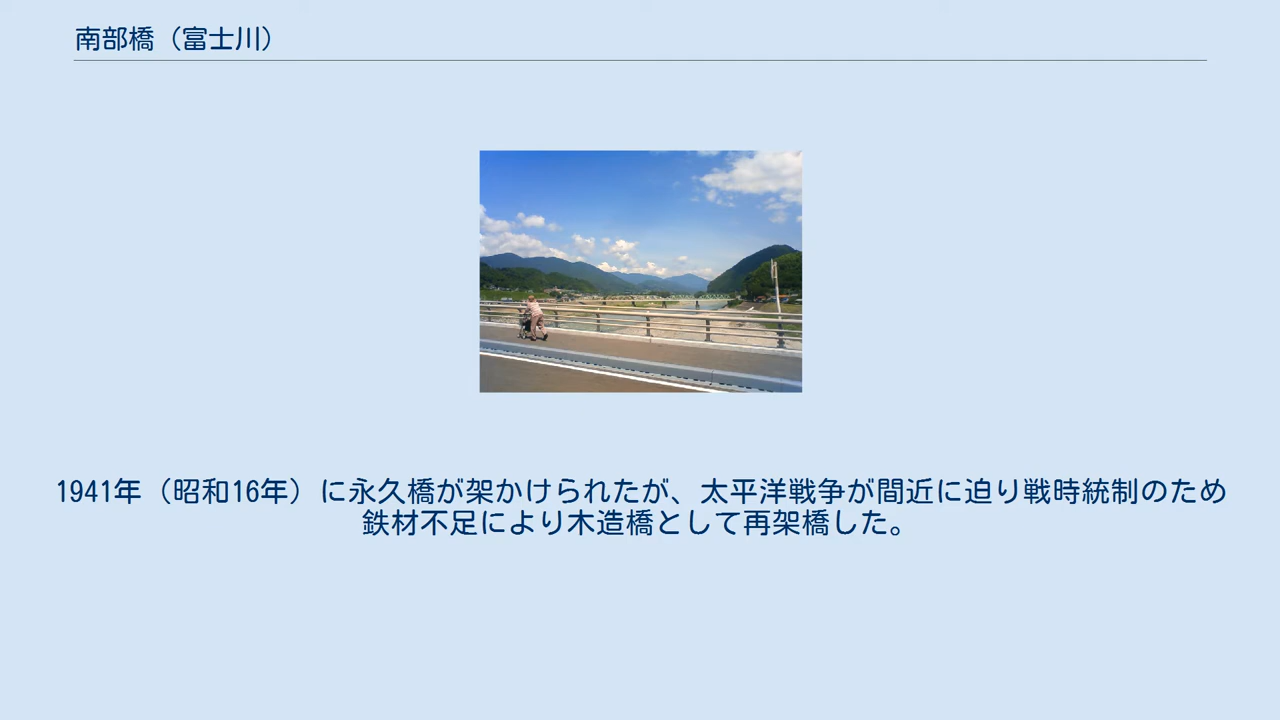 南部橋（富士川）
1941年（昭和16年）に永久橋が架かけられたが、太平洋戦争が間近に迫り戦時統制のため
鉄材不足により木造橋として再架橋した。